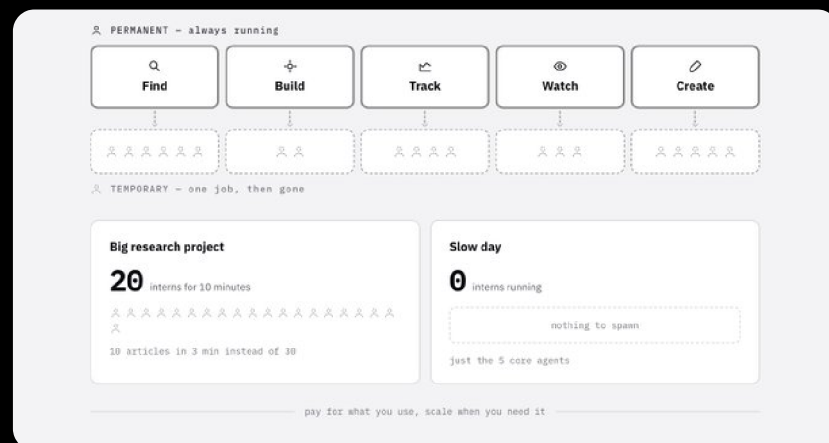 PERMANENT — always running
Find
Build
Track
Watch
Create
TEMPORARY — one job, then gone
Big research project
20 interns for 10 minutes
10 articles in 3 min instead of 30
Slow day
0 interns running
nothing to spawn
just the 5 core agents
pay for what you use, scale when you need it